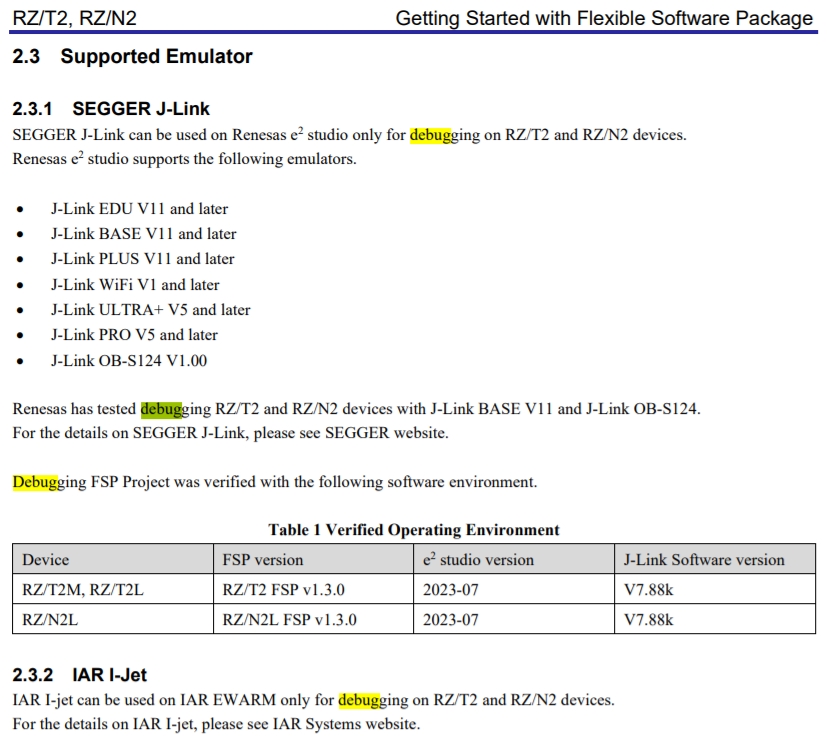 RZ/T2, RZ/N2 Getting Started with Flexible Software Package
2.3 Supported Emulator
2.3.1 SEGGER J-Link
SEGGER J-Link can be used on Renesas e² studio only for debugging on RZ/T2 and RZ/N2 devices.
Renesas e² studio supports the following emulators.
• J-Link EDU V11 and later
• J-Link BASE V11 and later
• J-Link PLUS V11 and later
• J-Link WiFi V1 and later
• J-Link ULTRA+ V5 and later
• J-Link PRO V5 and later
• J-Link OB-S124 V1.00
Renesas has tested debugging RZ/T2 and RZ/N2 devices with J-Link BASE V11 and J-Link OB-S124.
For the details on SEGGER J-Link, please see SEGGER website.
Debugging FSP Project was verified with the following software environment.
Table 1 Verified Operating Environment
Device FSP version e² studio version J-Link Software version
RZ/T2M, RZ/T2L RZ/T2 FSP v1.3.0 2023-07 V7.88k
RZ/N2L RZ/N2L FSP v1.3.0 2023-07 V7.88k
2.3.2 IAR I-Jet
IAR I-jet can be used on IAR EWARM only for debugging on RZ/T2 and RZ/N2 devices.
For the details on IAR I-jet, please see IAR Systems website.